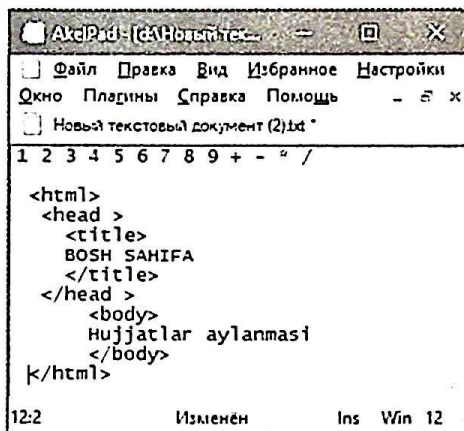 AkelPad - [d:\Новый тек...
Файл Правка Вид Избранное Настройки
Окно Плагины Справка Помощь
Новый текстовый документ (2).txt *
1 2 3 4 5 6 7 8 9 + - * /
<html>
<head >
<title>
BOSH SAHIFA
</title>
</head >
<body>
Hujjatlar aylanmasi
</body>
</html>
12:2 Изменён Ins Win 12